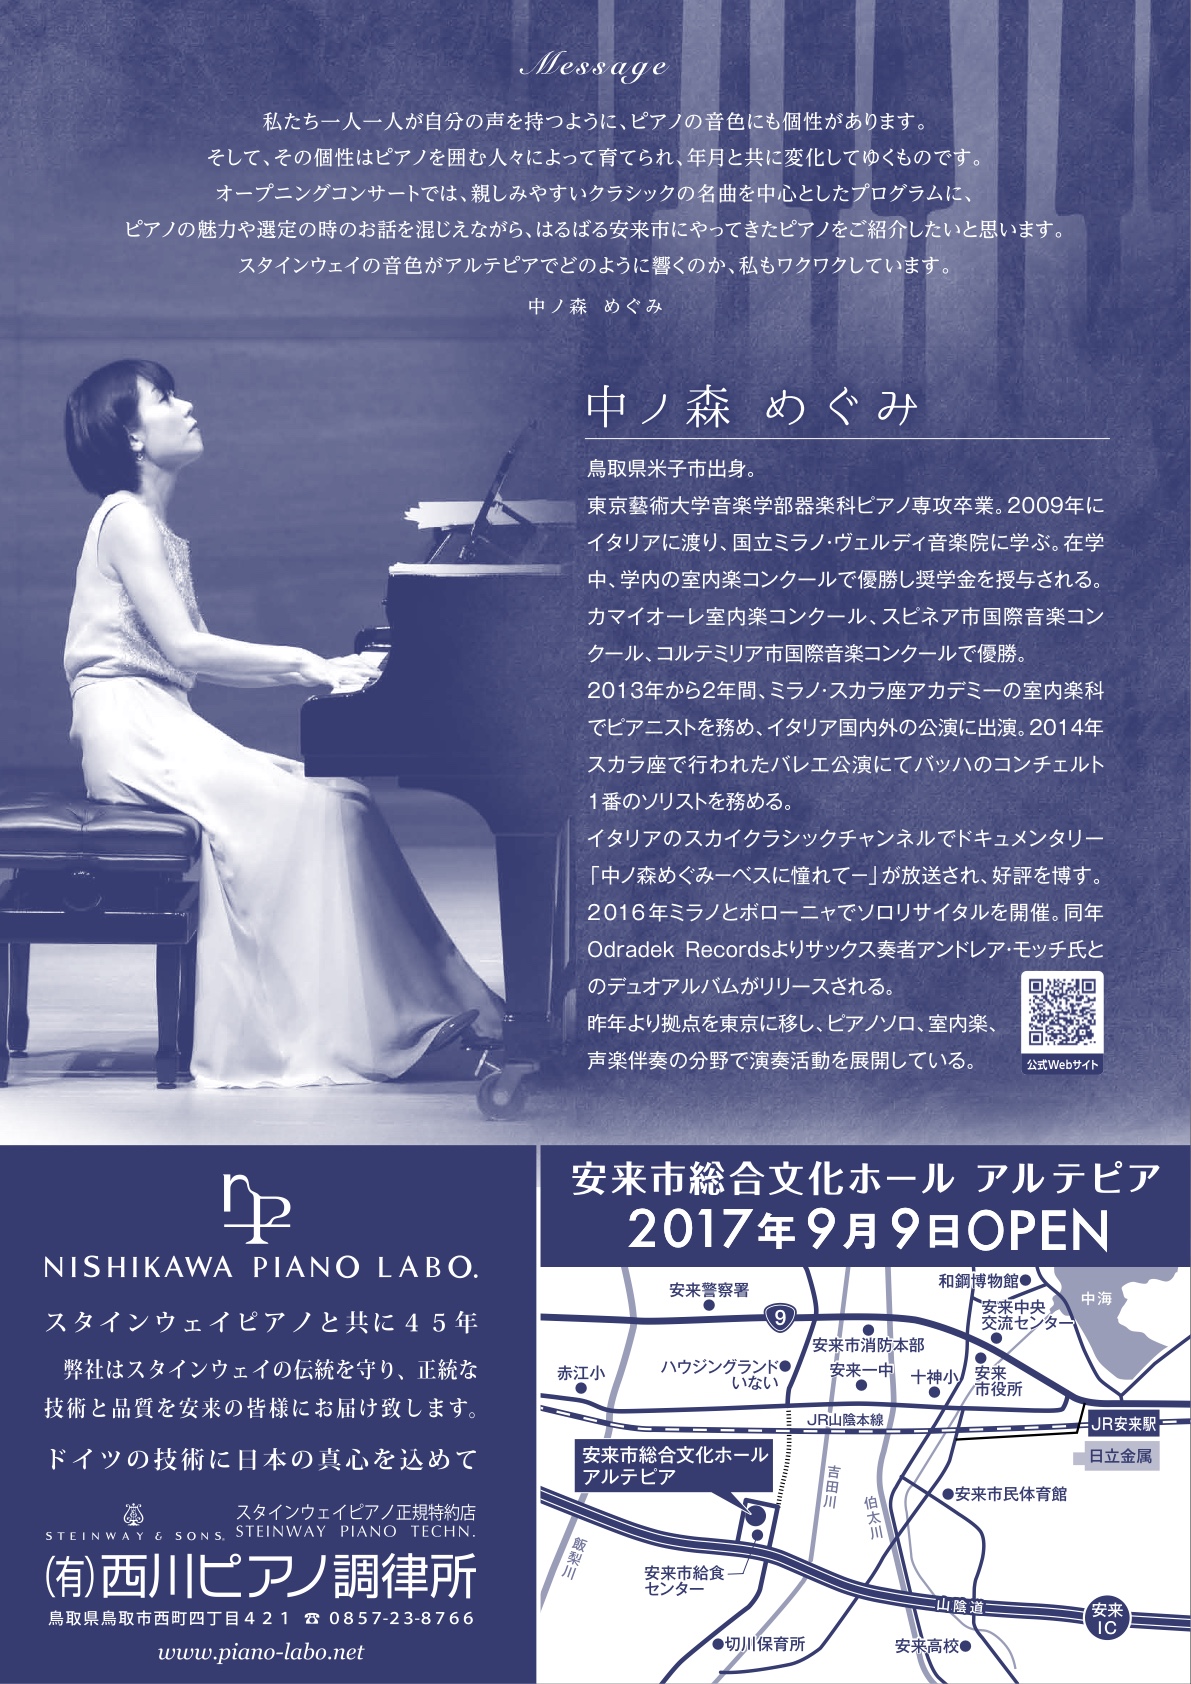 Message
私たち一人一人が自分の声を持つように、ピアノの音色にも個性があります。
そして、その個性はピアノを囲む人々によって育てられ、年月と共に変化してゆくものです。
オープニングコンサートでは、親しみやすいクラシックの名曲を中心としたプログラムに、
ピアノの魅力や選定の時のお話を混じえながら、はるばる安来市にやってきたピアノをご紹介したいと思います。
スタインウェイの音色がアルテピアでどのように響くのか、私もワクワクしています。
中ノ森 めぐみ
中ノ森 めぐみ
鳥取県米子市出身。
東京藝術大学音楽学部器楽科ピアノ専攻卒業。2009年に
イタリアに渡り、国立ミラノ・ヴェルディ音楽院に学ぶ。在学
中、学内の室内楽コンクールで優勝し奨学金を授与される。
カマイオーレ室内楽コンクール、スピネア市国際音楽コン
クール、コルテミリア市国際音楽コンクールで優勝。
2013年から2年間、ミラノ・スカラ座アカデミーの室内楽科
でピアニストを務め、イタリア国内外の公演に出演。2014年
スカラ座で行われたバレエ公演にてバッハのコンチェルト
1番のソリストを務める。
イタリアのスカイクラシックチャンネルでドキュメンタリー
「中ノ森めぐみーベスに憧れてー」が放送され、好評を博す。
2016年ミラノとボローニャでソロリサイタルを開催。同年
Odradek Recordsよりサックス奏者アンドレア・モッチ氏と
のデュオアルバムがリリースされる。
昨年より拠点を東京に移し、ピアノソロ、室内楽、
声楽伴奏の分野で演奏活動を展開している。
公式Webサイト
np
NISHIKAWA PIANO LABO.
スタインウェイピアノと共に４５年
弊社はスタインウェイの伝統を守り、正統な
技術と品質を安来の皆様にお届け致します。
ドイツの技術に日本の真心を込めて
STEINWAY & SONS.
スタインウェイピアノ正規特約店
STEINWAY PIANO TECHN.
(有)西川ピアノ調律所
鳥取県鳥取市西町四丁目421 ☎ 0857-23-8766
www.piano-labo.net
安来市総合文化ホール アルテピア
2017年9月9日OPEN
安来警察署
和鋼博物館
中海
9
安来中央
交流センター
安来市消防本部
赤江小
ハウジングランド
いない
安来一中
十神小
安来
市役所
JR山陰本線
JR安来駅
日立金属
安来市総合文化ホール
アルテピア
吉田川
伯太川
安来市民体育館
飯梨川
安来市給食
センター
山陰道
安来
IC
切川保育所
安来高校